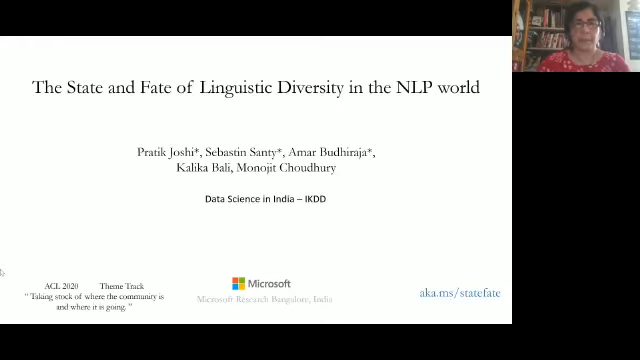 The State and Fate of Linguistic Diversity in the NLP world
Pratik Joshi*, Sebastin Santy*, Amar Budhiraja*,
Kalika Bali, Monojit Choudhury
Data Science in India – IKDD
ACL 2020 Theme Track
“ Taking stock of where the community is
and where it is going. ”
Microsoft
Microsoft Research Bangalore, India
aka.ms/statefate